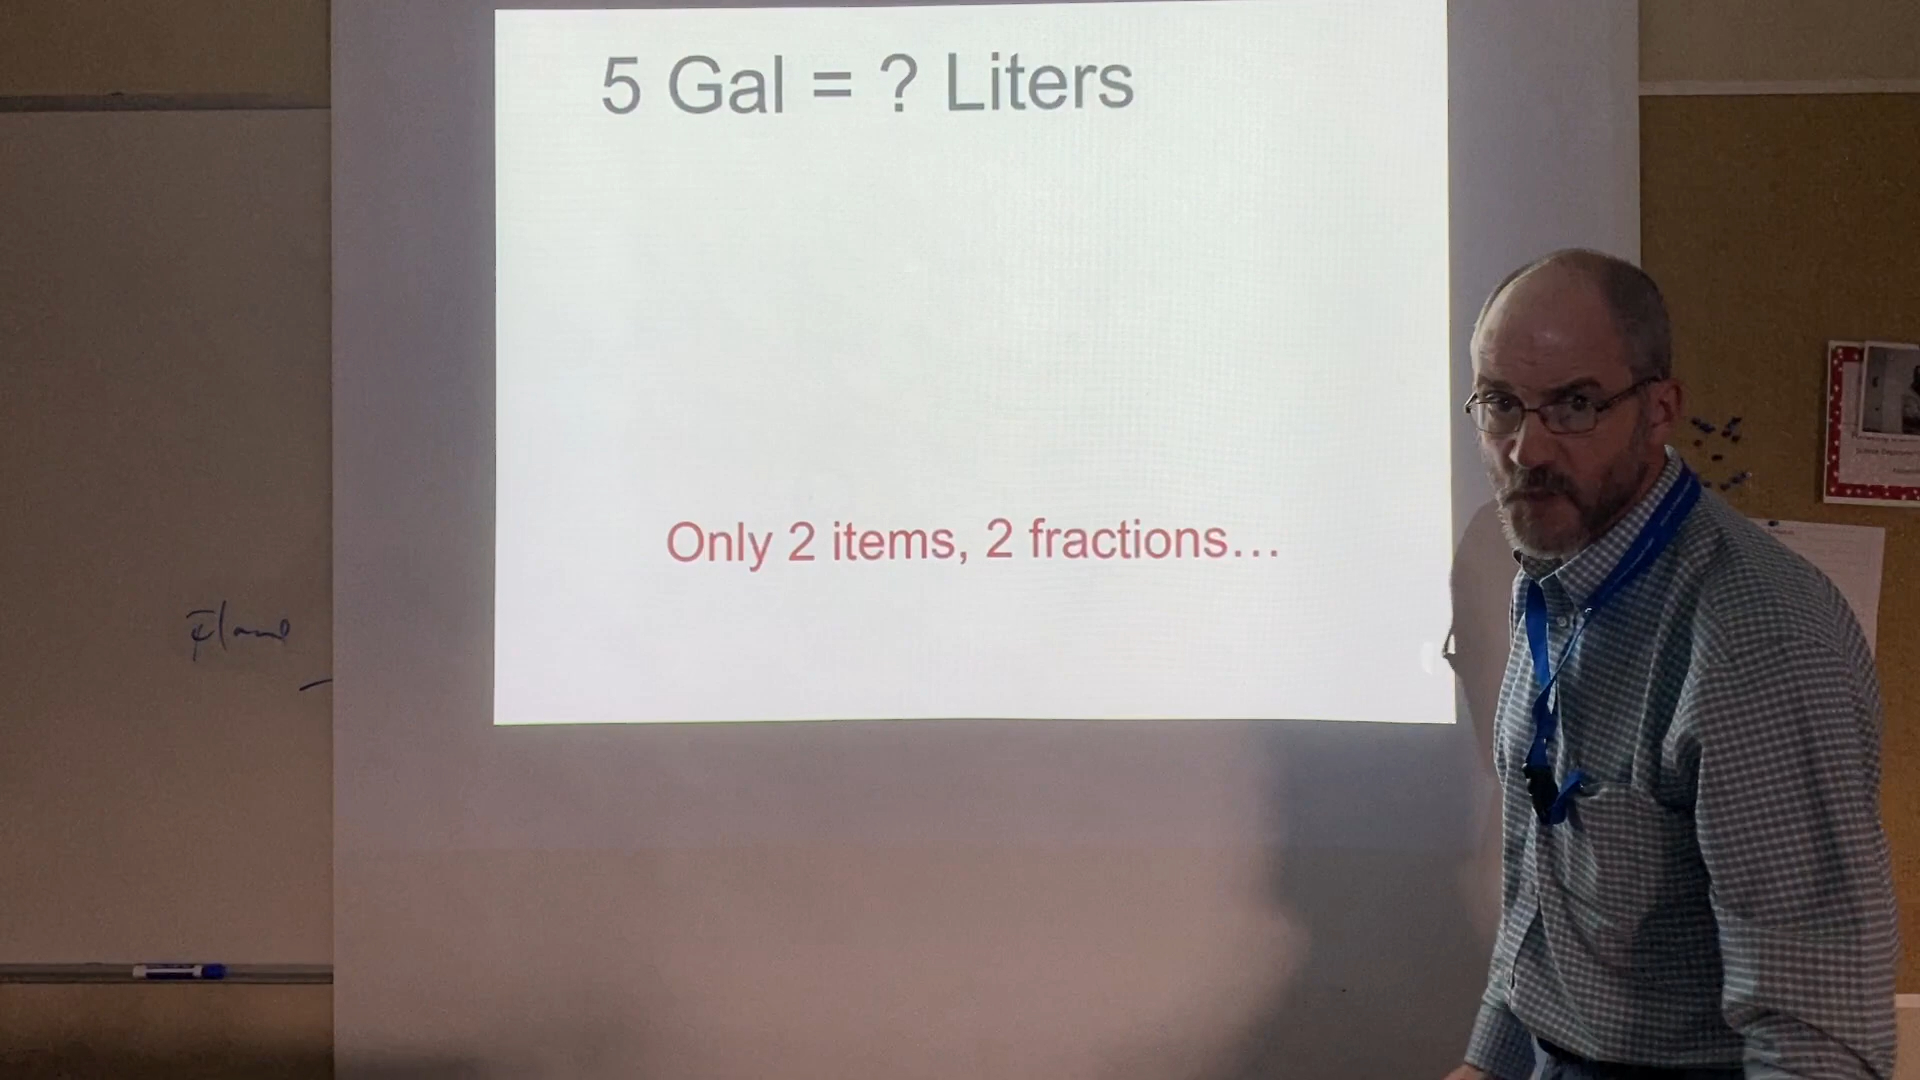 5 Gal = ? Liters
Only 2 items, 2 fractions...